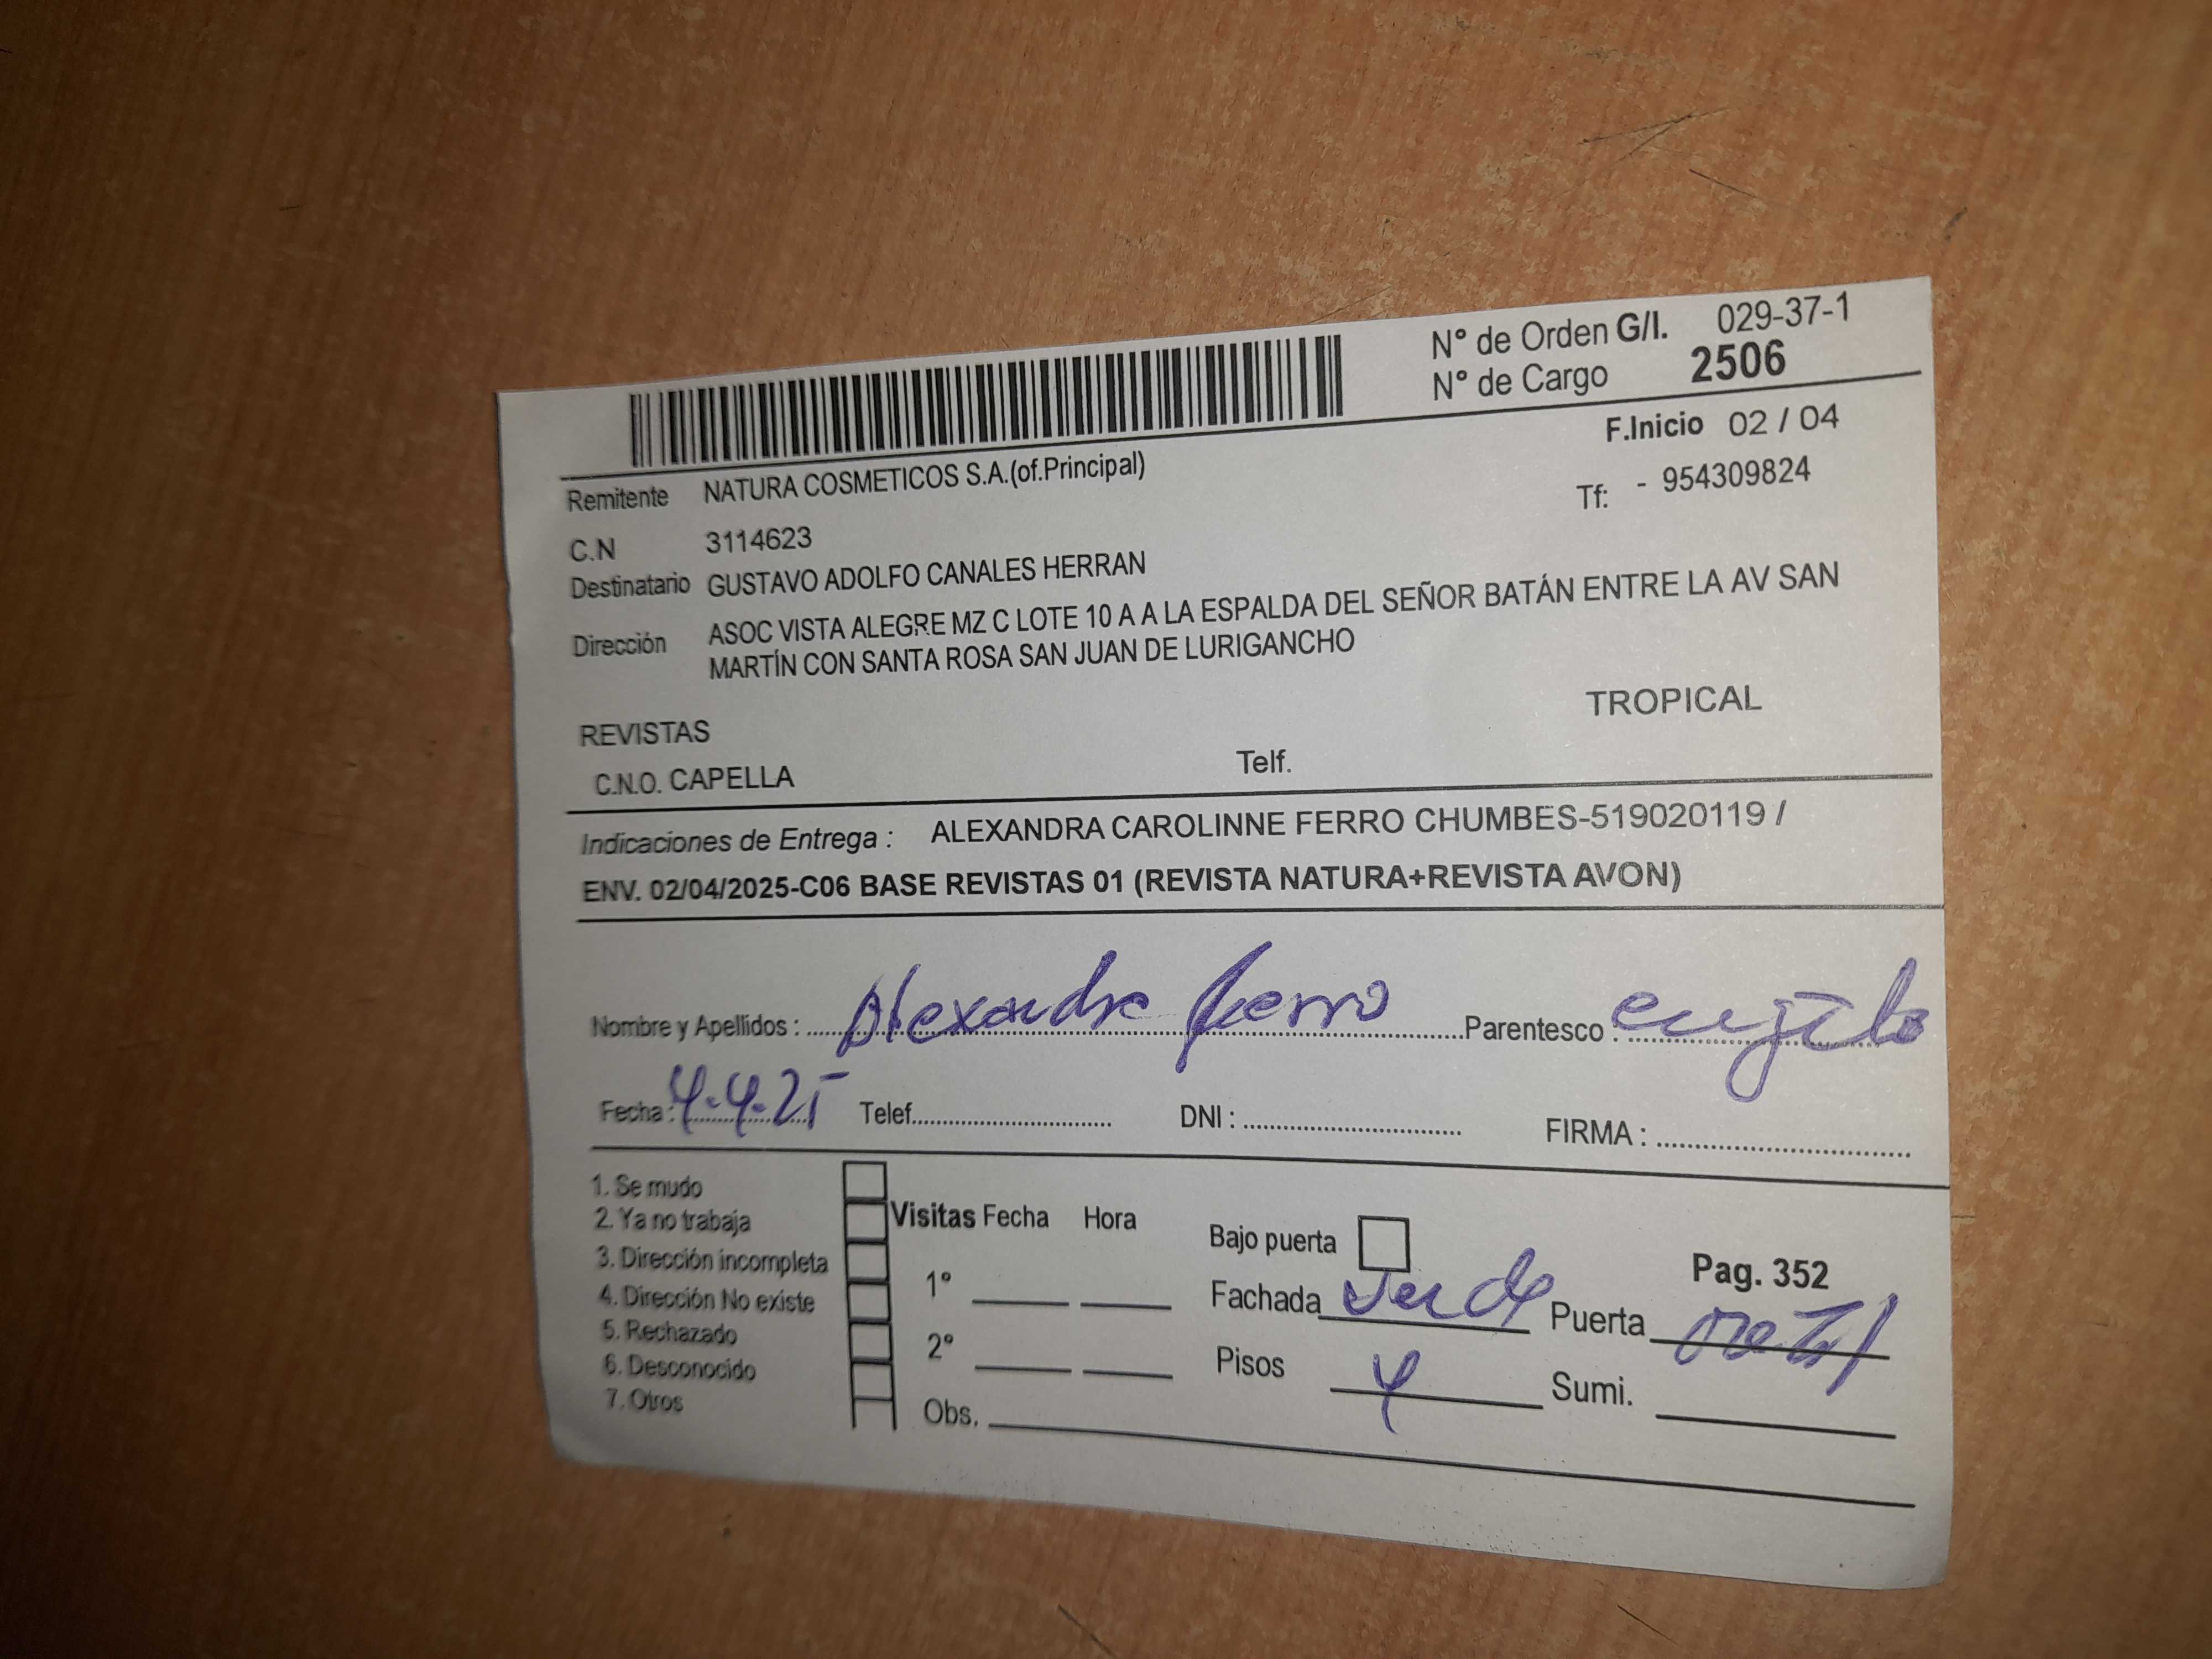 N° de Orden G/I. 029-37-1
N° de Cargo 2506
F.Inicio 02 / 04
Remitente NATURA COSMETICOS S.A.(of.Principal)
Tf: - 954309824
C.N 3114623
Destinatario GUSTAVO ADOLFO CANALES HERRAN
Dirección ASOC VISTA ALEGRE MZ C LOTE 10 A A LA ESPALDA DEL SEÑOR BATÁN ENTRE LA AV SAN
MARTÍN CON SANTA ROSA SAN JUAN DE LURIGANCHO
TROPICAL
REVISTAS
C.N.O. CAPELLA Telf.
Indicaciones de Entrega : ALEXANDRA CAROLINNE FERRO CHUMBES-519020119 /
ENV. 02/04/2025-C06 BASE REVISTAS 01 (REVISTA NATURA+REVISTA AVON)
Nombre y Apellidos : Alexandra ferro Parentesco :
Fecha : 4-4-25 Telef. DNI : FIRMA :
1. Se mudo
2. Ya no trabaja
3. Dirección incompleta
4. Dirección No existe
5. Rechazado
6. Desconocido
7. Otros
Visitas Fecha Hora
1°
2°
Obs.
Bajo puerta
Fachada Verde Puerta
Pisos 4 Sumi.
Pag. 352